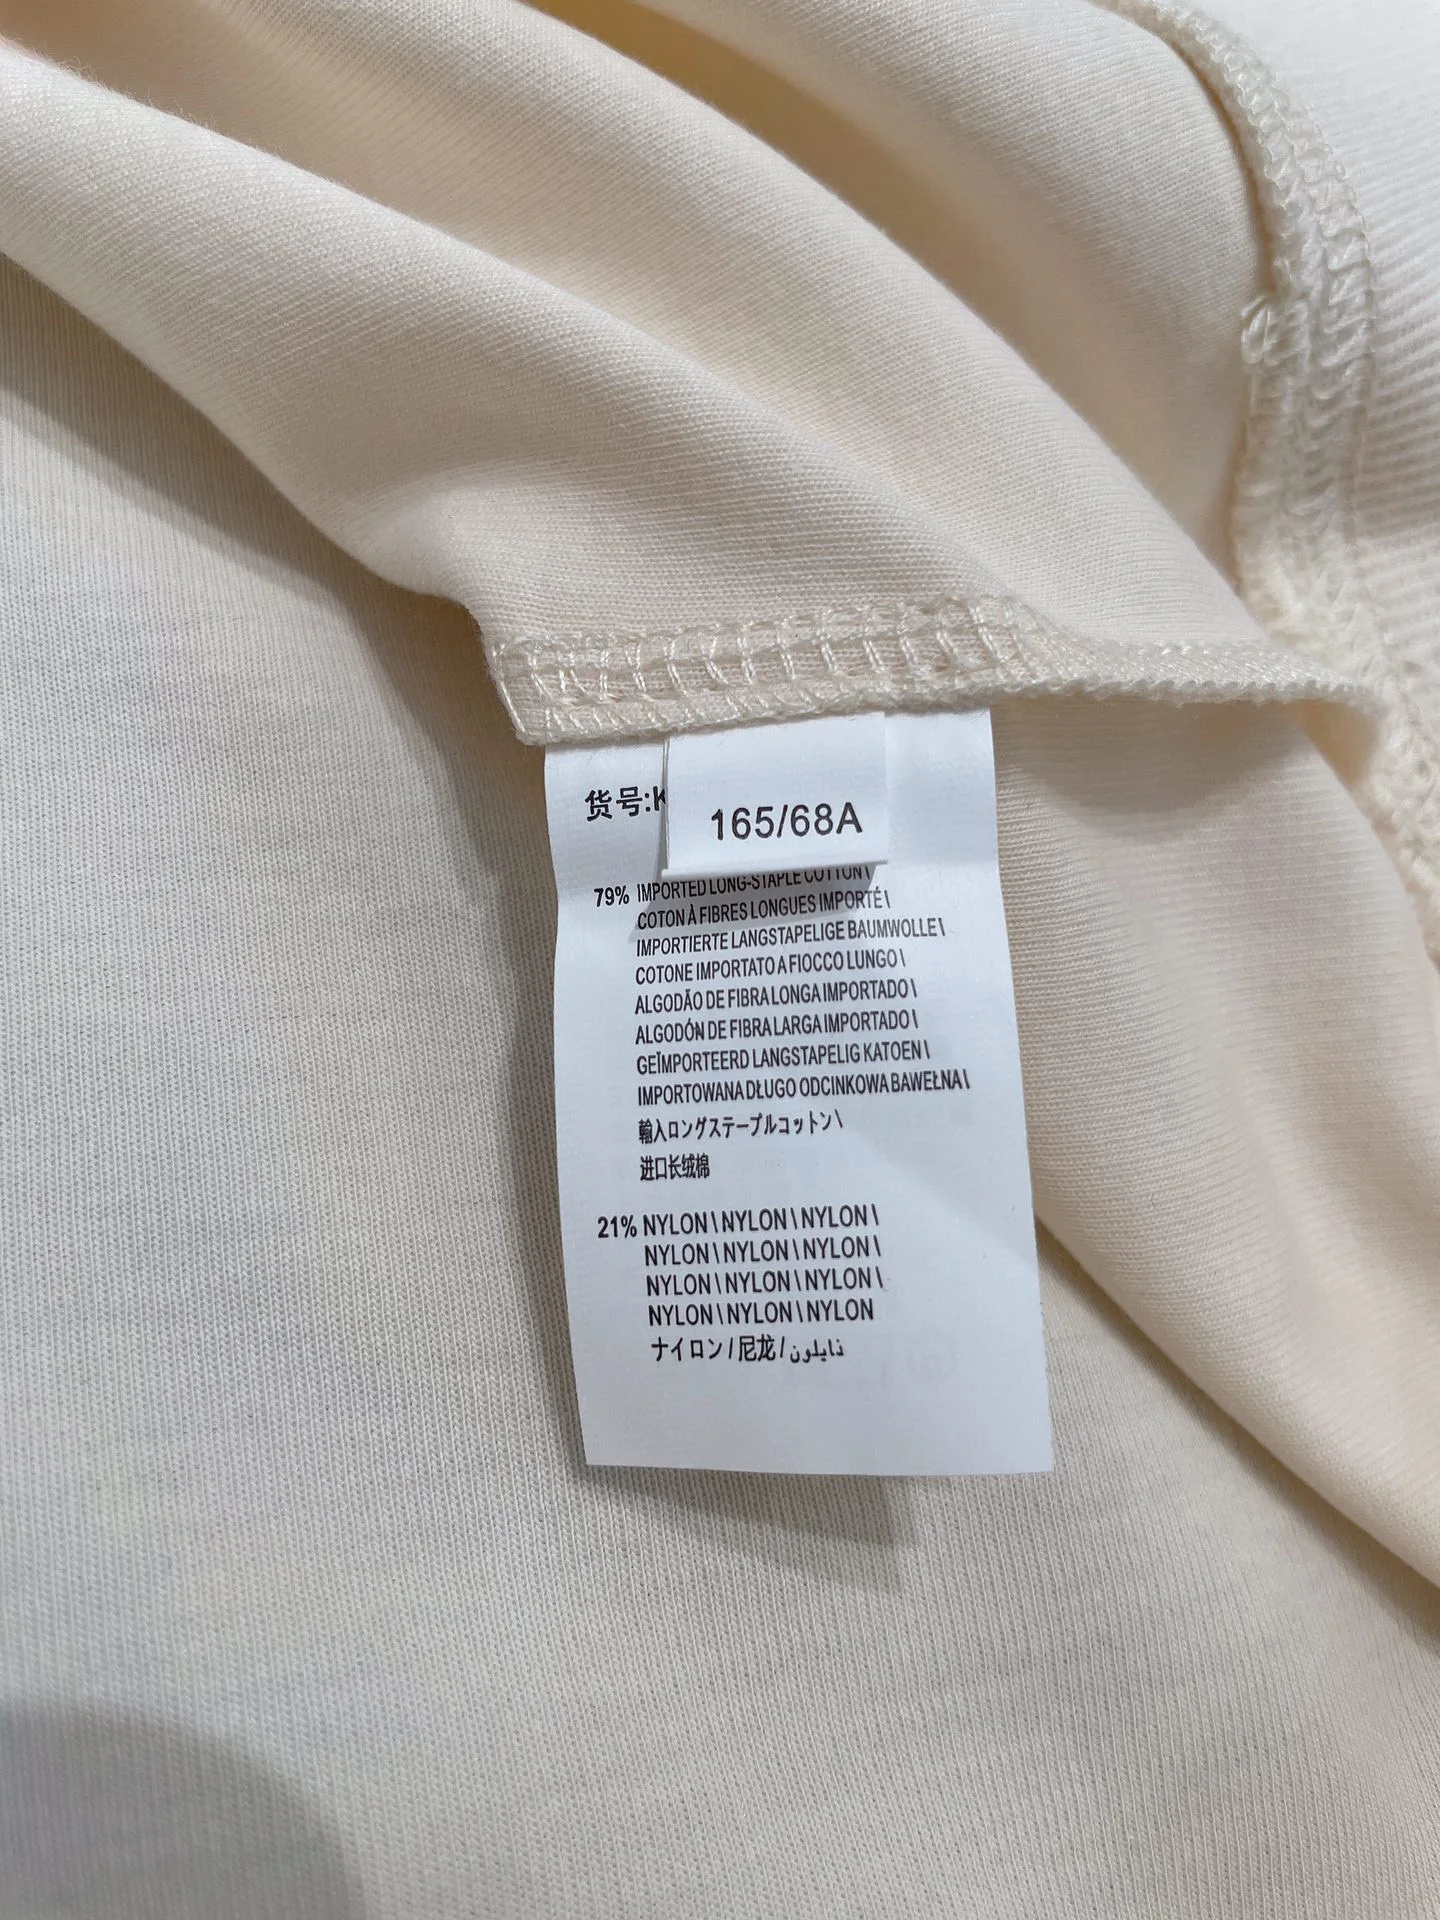 货号:K
165/68A
79% IMPORTED LONG-STAPLE COTTON\
COTON À FIBRES LONGUES IMPORTÉ\
IMPORTIERTE LANGSTAPELIGE BAUMWOLLE\
COTONE IMPORTATO A FIOCCO LUNGO\
ALGODÃO DE FIBRA LONGA IMPORTADO\
ALGODÓN DE FIBRA LARGA IMPORTADO\
GEÏMPORTEERD LANGSTAPELIG KATOEN\
IMPORTOWANA DŁUGO ODCINKOWA BAWEŁNA\
輸入ロングステープルコットン\
进口长绒棉
21% NYLON\NYLON\NYLON\
NYLON\NYLON\NYLON\
NYLON\NYLON\NYLON\
NYLON\NYLON\NYLON
ナイロン/尼龙/نايلون